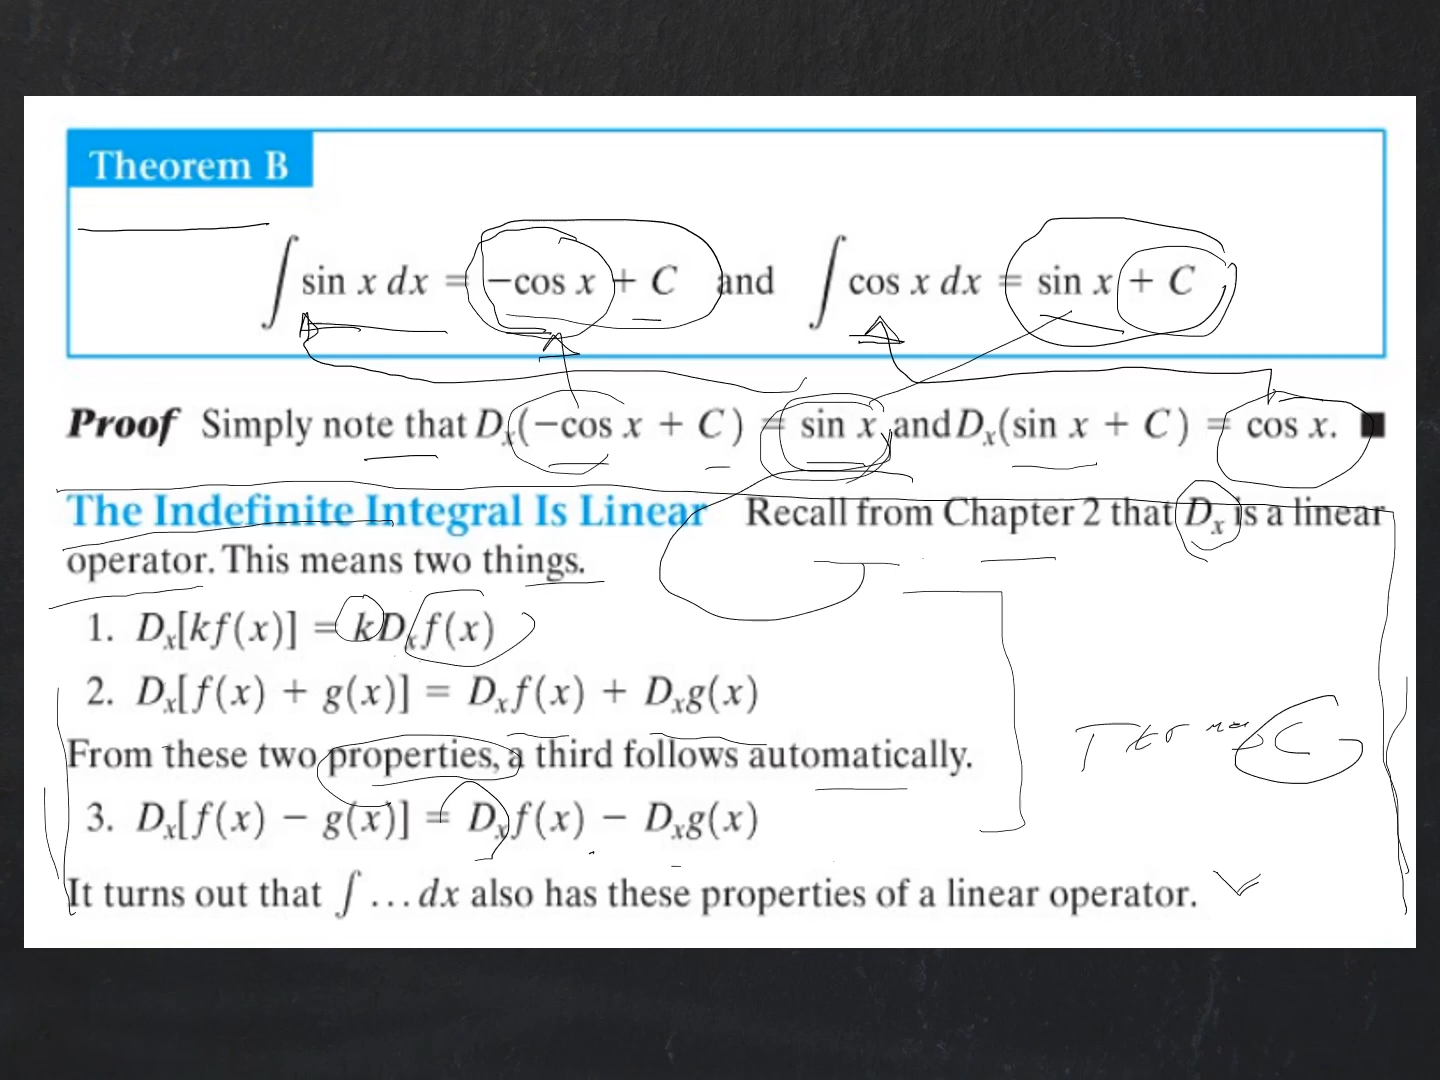 Theorem B
∫ sin x dx = −cos x + C and ∫ cos x dx = sin x + C
Proof Simply note that Dₓ(−cos x + C) = sin x and Dₓ(sin x + C) = cos x. ■
The Indefinite Integral Is Linear Recall from Chapter 2 that Dₓ is a linear
operator. This means two things.
1. Dₓ[kf(x)] = kDₓf(x)
2. Dₓ[f(x) + g(x)] = Dₓf(x) + Dₓg(x)
From these two properties, a third follows automatically.
3. Dₓ[f(x) − g(x)] = Dₓf(x) − Dₓg(x)
It turns out that ∫ ... dx also has these properties of a linear operator.
C